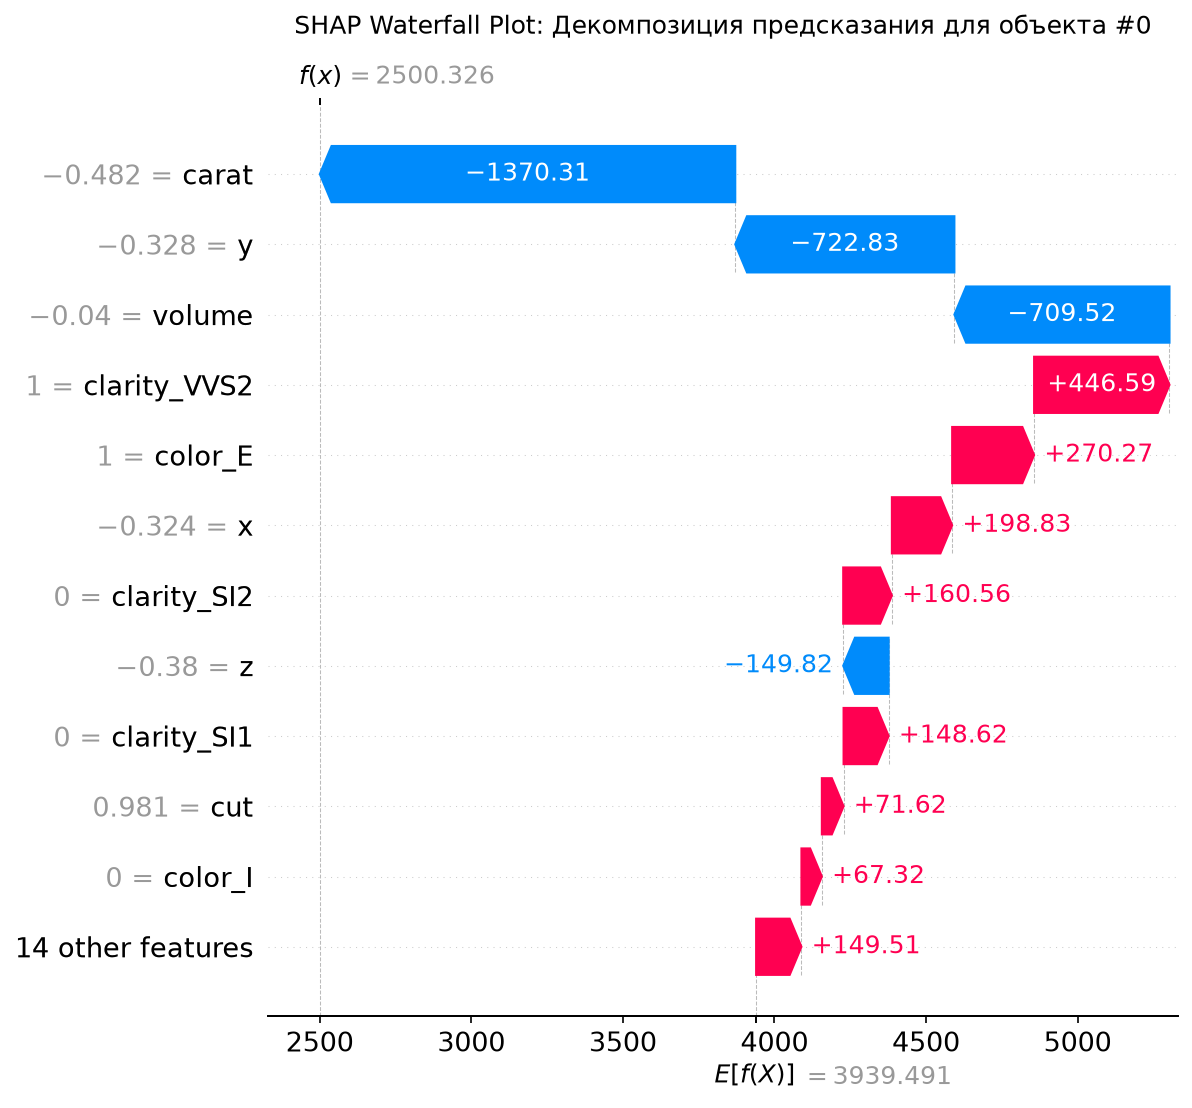 SHAP Waterfall Plot: Декомпозиция предсказания для объекта #0
f(x) = 2500.326
−0.482 = carat −1370.31
−0.328 = y −722.83
−0.04 = volume −709.52
1 = clarity_VVS2 +446.59
1 = color_E +270.27
−0.324 = x +198.83
0 = clarity_SI2 +160.56
−0.38 = z −149.82
0 = clarity_SI1 +148.62
0.981 = cut +71.62
0 = color_I +67.32
14 other features +149.51
2500 3000 3500 4000 4500 5000
E[f(X)] = 3939.491